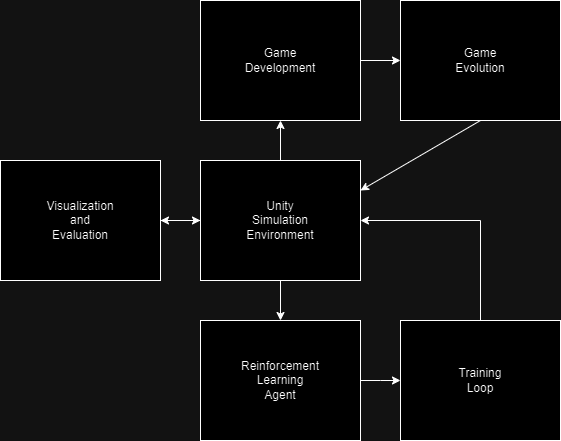 Game
Development
Game
Evolution
Visualization
and
Evaluation
Unity
Simulation
Environment
Reinforcement
Learning
Agent
Training
Loop